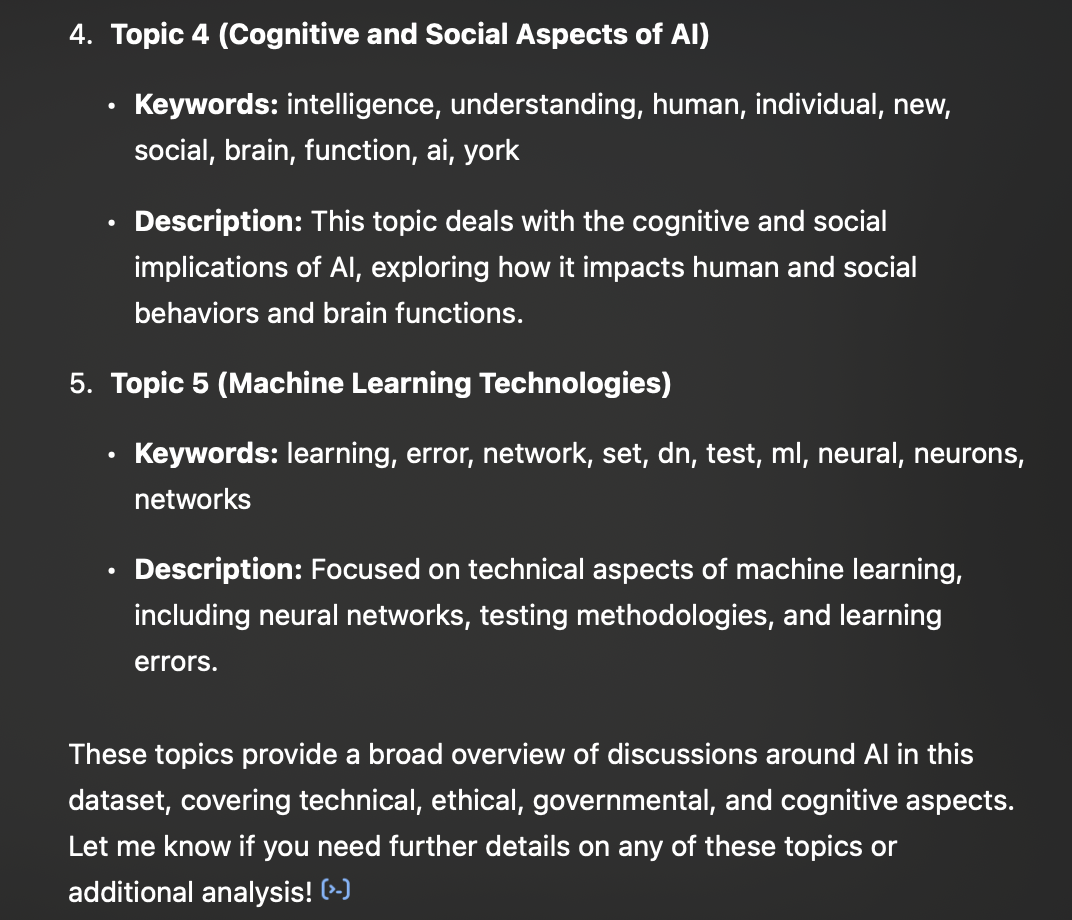 4. Topic 4 (Cognitive and Social Aspects of AI)
• Keywords: intelligence, understanding, human, individual, new,
social, brain, function, ai, york
• Description: This topic deals with the cognitive and social
implications of AI, exploring how it impacts human and social
behaviors and brain functions.
5. Topic 5 (Machine Learning Technologies)
• Keywords: learning, error, network, set, dn, test, ml, neural, neurons,
networks
• Description: Focused on technical aspects of machine learning,
including neural networks, testing methodologies, and learning
errors.
These topics provide a broad overview of discussions around AI in this
dataset, covering technical, ethical, governmental, and cognitive aspects.
Let me know if you need further details on any of these topics or
additional analysis! [>-]